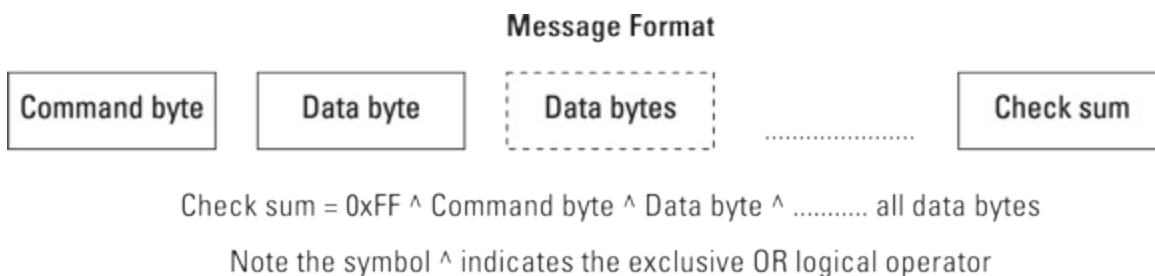 Message Format
Command byte Data byte Data bytes ...................... Check sum
Check sum = 0xFF ^ Command byte ^ Data byte ^ ........... all data bytes
Note the symbol ^ indicates the exclusive OR logical operator